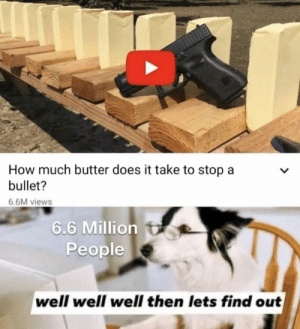 How much butter does it take to stop a
bullet?
6.6M views
6.6 Million
People
well well well then lets find out